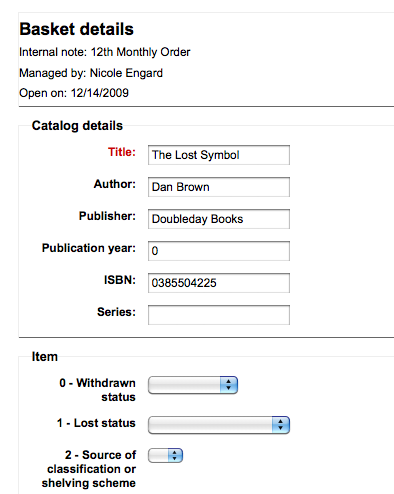 Basket details
Internal note: 12th Monthly Order
Managed by: Nicole Engard
Open on: 12/14/2009
Catalog details
Title: The Lost Symbol
Author: Dan Brown
Publisher: Doubleday Books
Publication year: 0
ISBN: 0385504225
Series:
Item
0 - Withdrawn
status
1 - Lost status
2 - Source of
classification or
shelving scheme